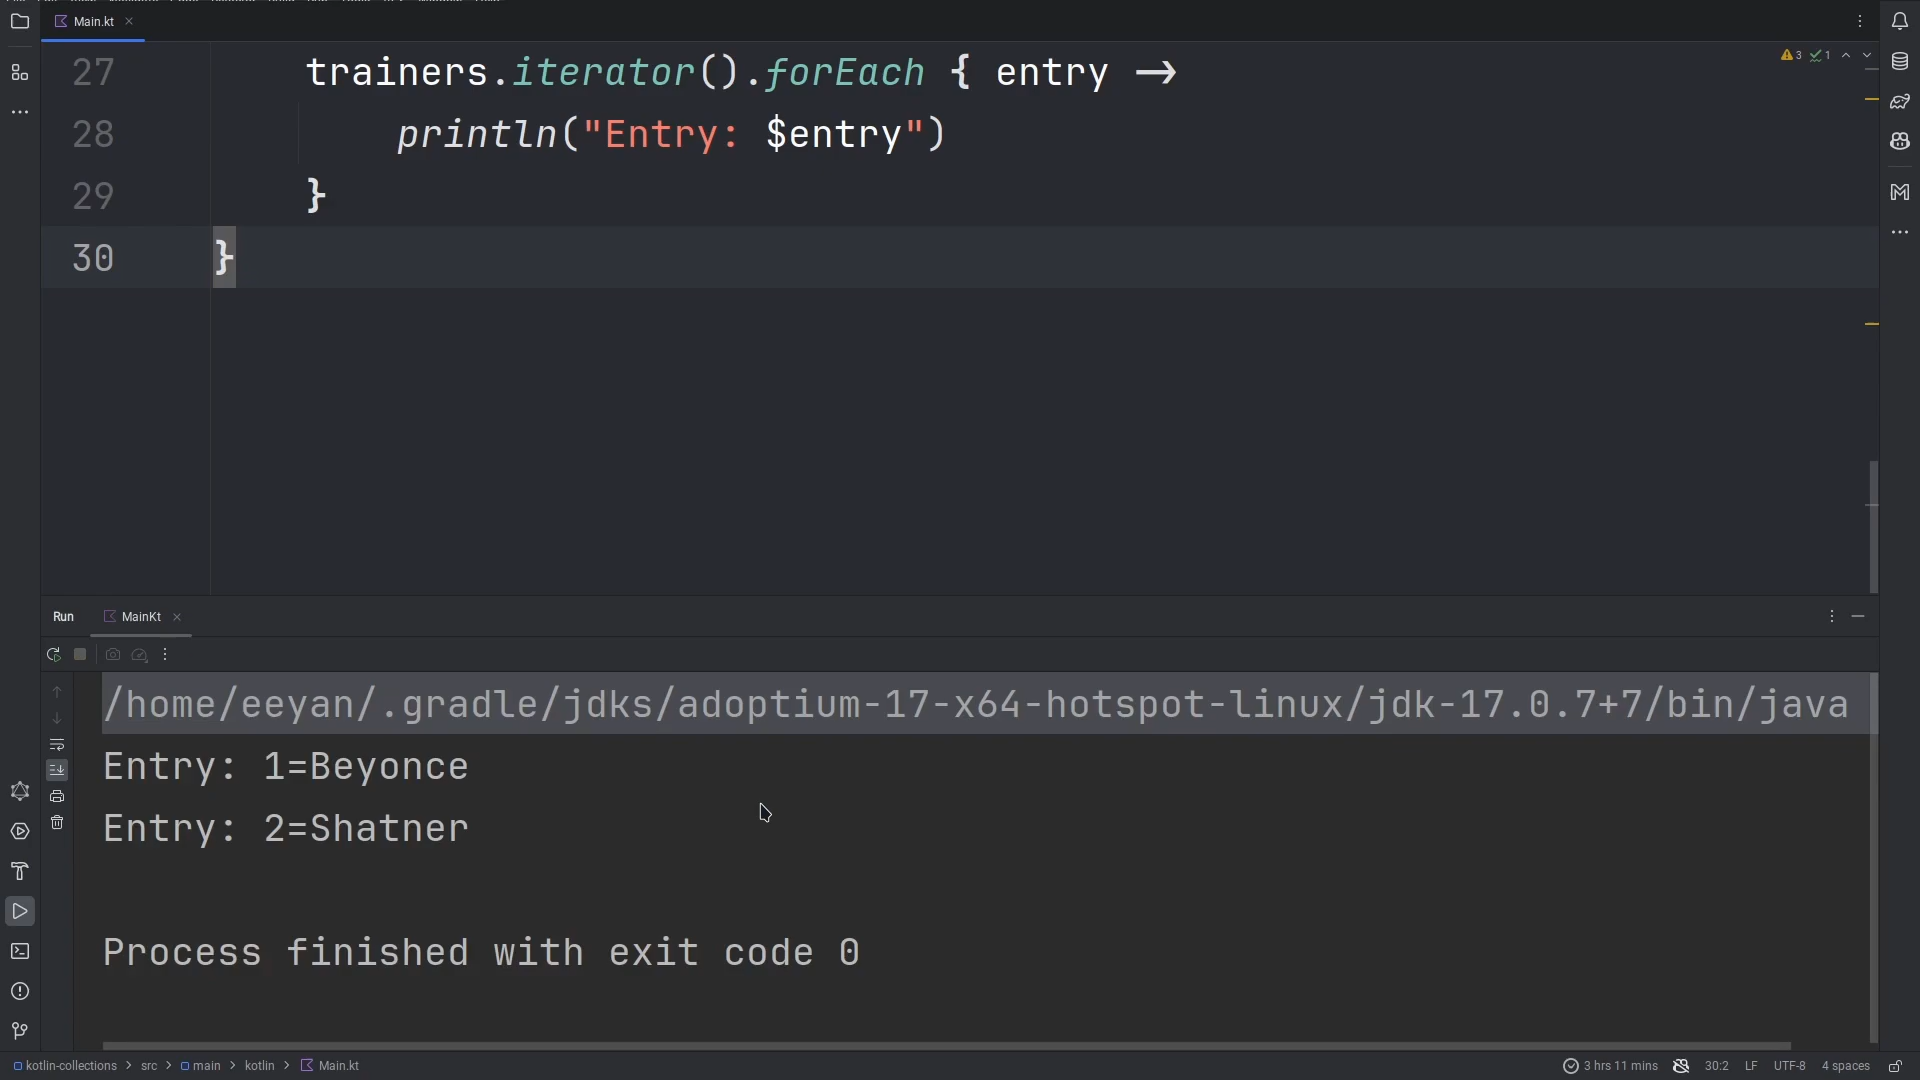 Main.kt
27 trainers.iterator().forEach { entry →
3 1
28 println("Entry: $entry")
29 }
30 }
Run MainKt
/home/eeyan/.gradle/jdks/adoptium-17-x64-hotspot-linux/jdk-17.0.7+7/bin/java
Entry: 1=Beyonce
Entry: 2=Shatner
Process finished with exit code 0
kotlin-collections > src > main > kotlin > Main.kt 3 hrs 11 mins 30:2 LF UTF-8 4 spaces